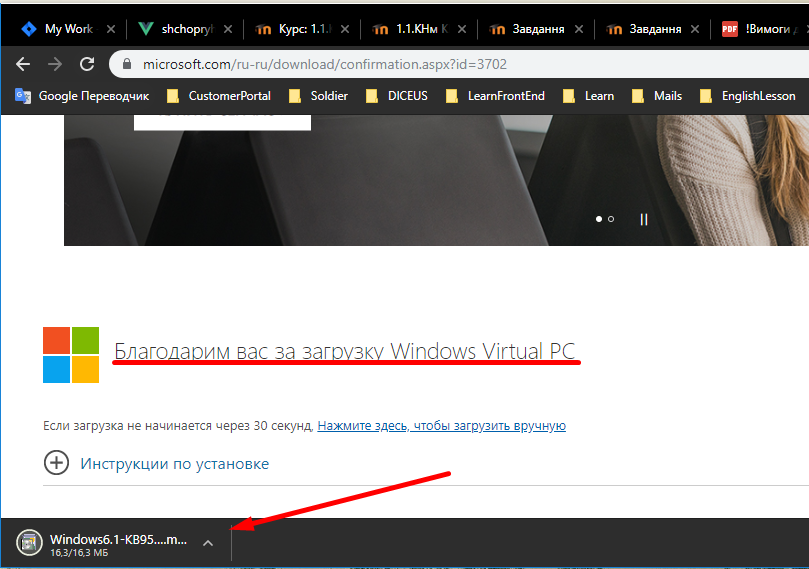 My Work
shchopryh
Курс: 1.1.
1.1.КНм К
Завдання
Завдання
PDF
!Вимоги д
microsoft.com/ru-ru/download/confirmation.aspx?id=3702
Google Переводчик
CustomerPortal
Soldier
DICEUS
LearnFrontEnd
Learn
Mails
EnglishLesson
Благодарим вас за загрузку Windows Virtual PC
Если загрузка не начинается через 30 секунд, Нажмите здесь, чтобы загрузить вручную
Инструкции по установке
Windows6.1-KB95....m...
16,3/16,3 МБ